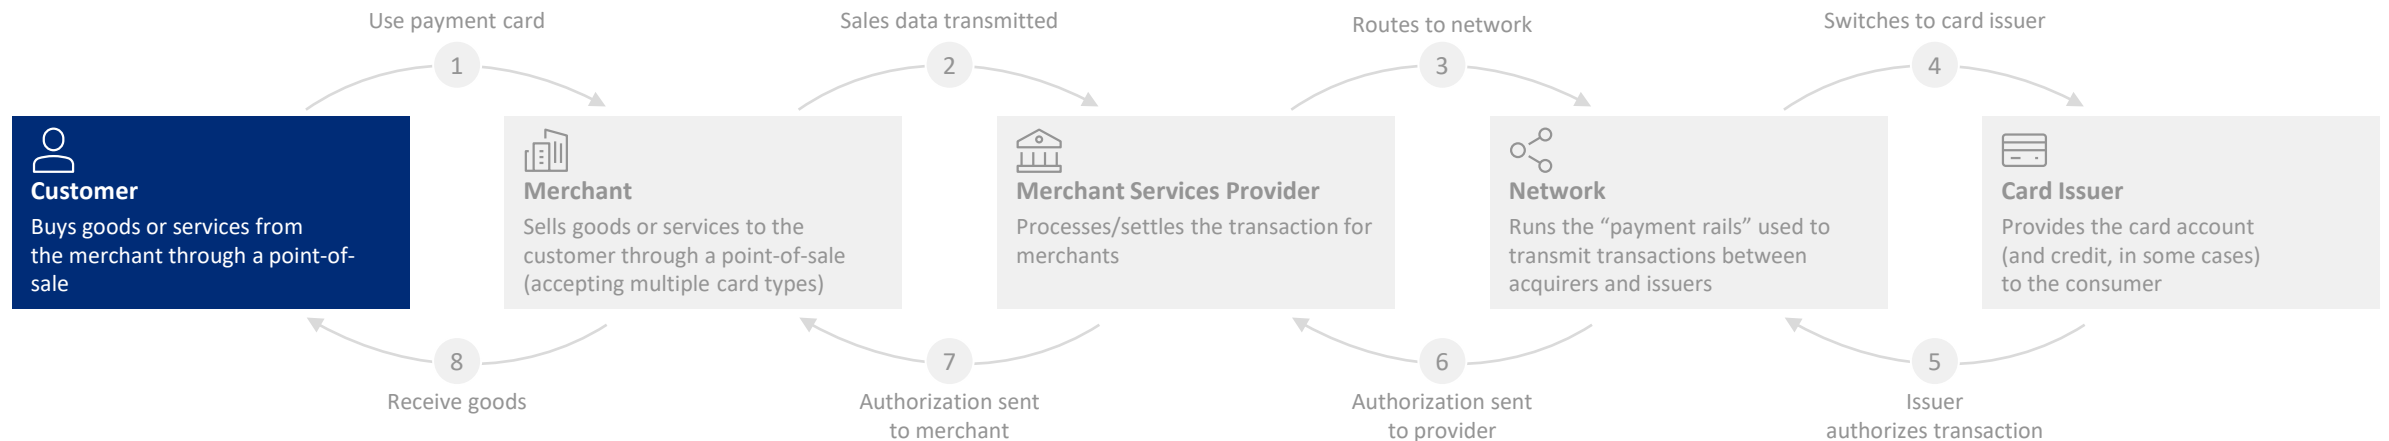 Use payment card
Sales data transmitted
Routes to network
Switches to card issuer
1
2
3
4
Customer
Buys goods or services from
the merchant through a point-of-
sale
Merchant
Sells goods or services to the
customer through a point-of-sale
(accepting multiple card types)
Merchant Services Provider
Processes/settles the transaction for
merchants
Network
Runs the “payment rails” used to
transmit transactions between
acquirers and issuers
Card Issuer
Provides the card account
(and credit, in some cases)
to the consumer
8
7
6
5
Receive goods
Authorization sent
to merchant
Authorization sent
to provider
Issuer
authorizes transaction